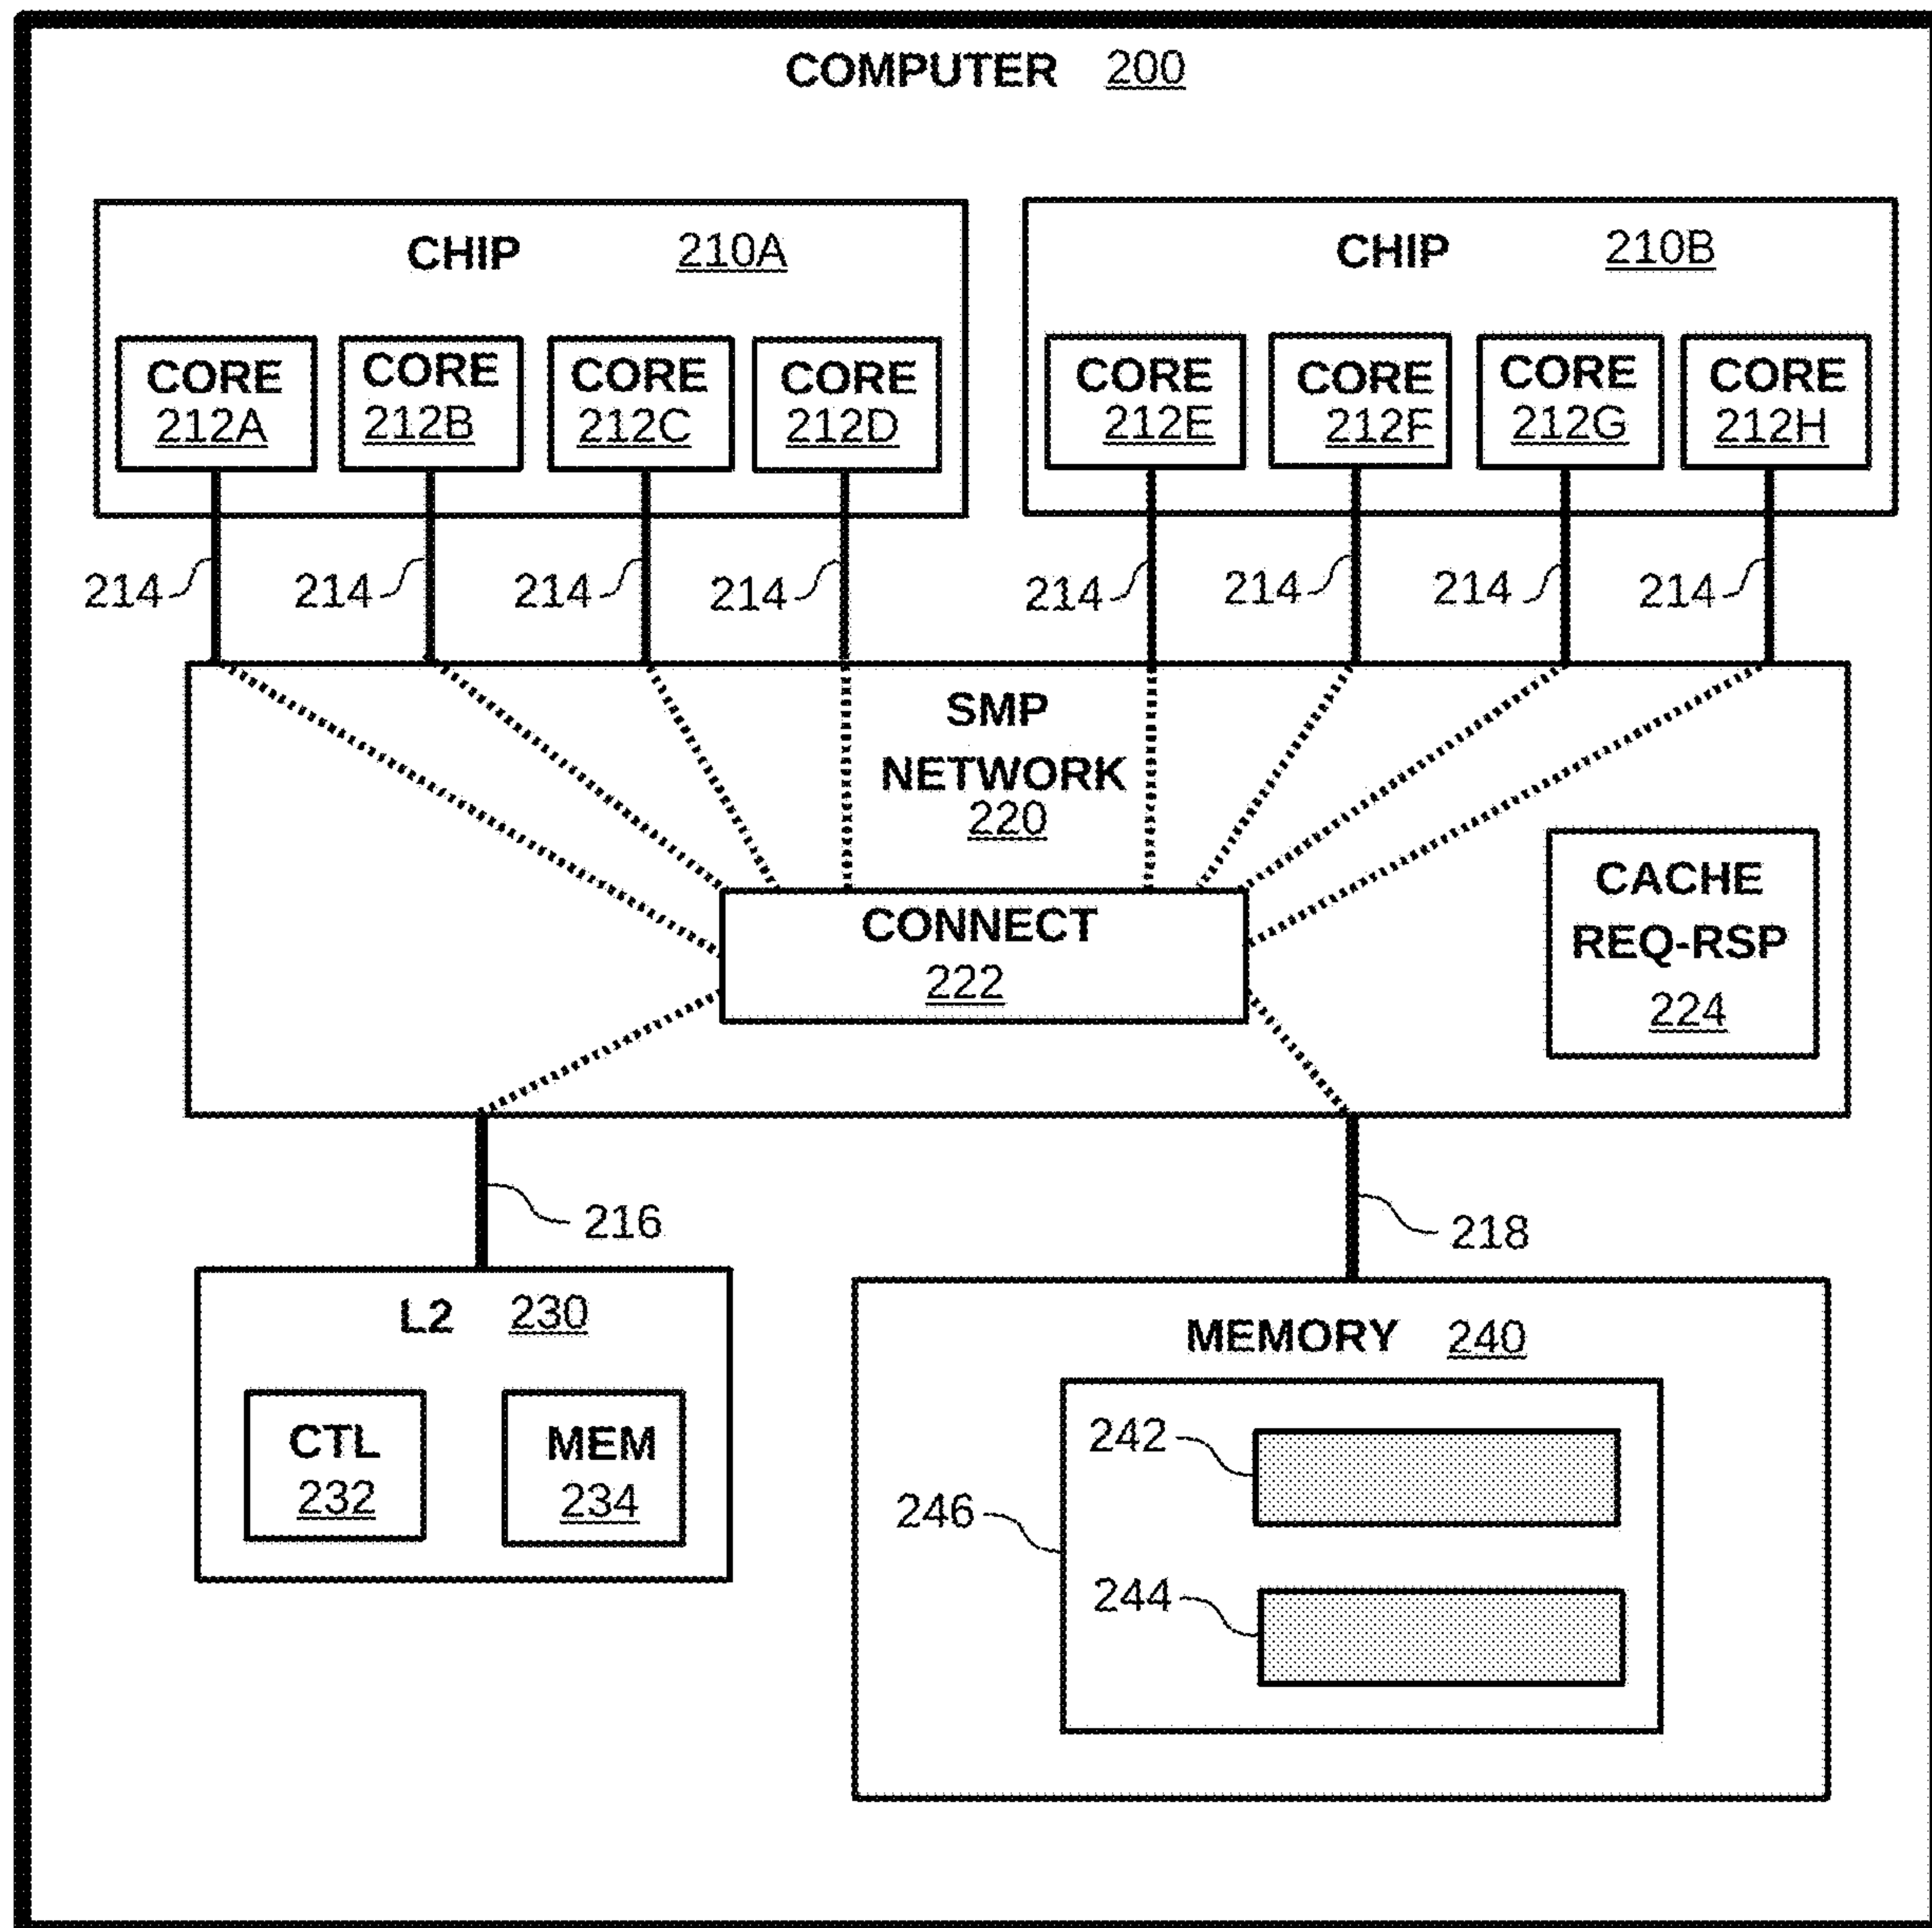 COMPUTER 200
CHIP 210A
CHIP 210B
CORE
212A
CORE
212B
CORE
212C
CORE
212D
CORE
212E
CORE
212F
CORE
212G
CORE
212H
214
214
214
214
214
214
214
214
SMP
NETWORK
220
CONNECT
222
CACHE
REQ-RSP
224
216
218
L2 230
CTL
232
MEM
234
MEMORY 240
242
246
244